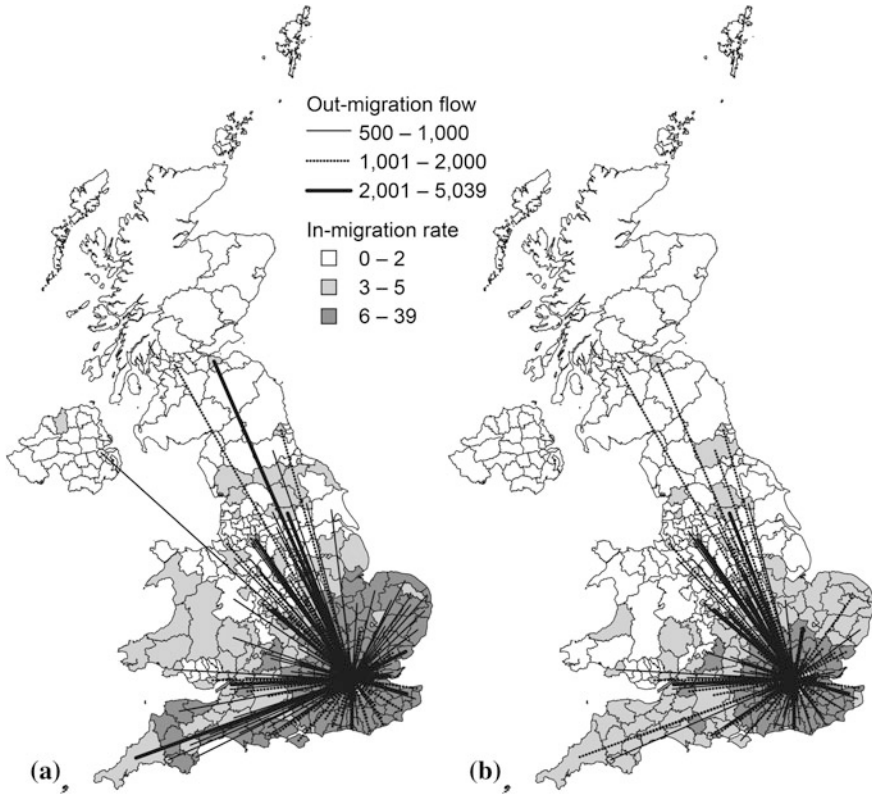 Out-migration flow
500 – 1,000
1,001 – 2,000
2,001 – 5,039
In-migration rate
0 – 2
3 – 5
6 – 39
(a)
(b)